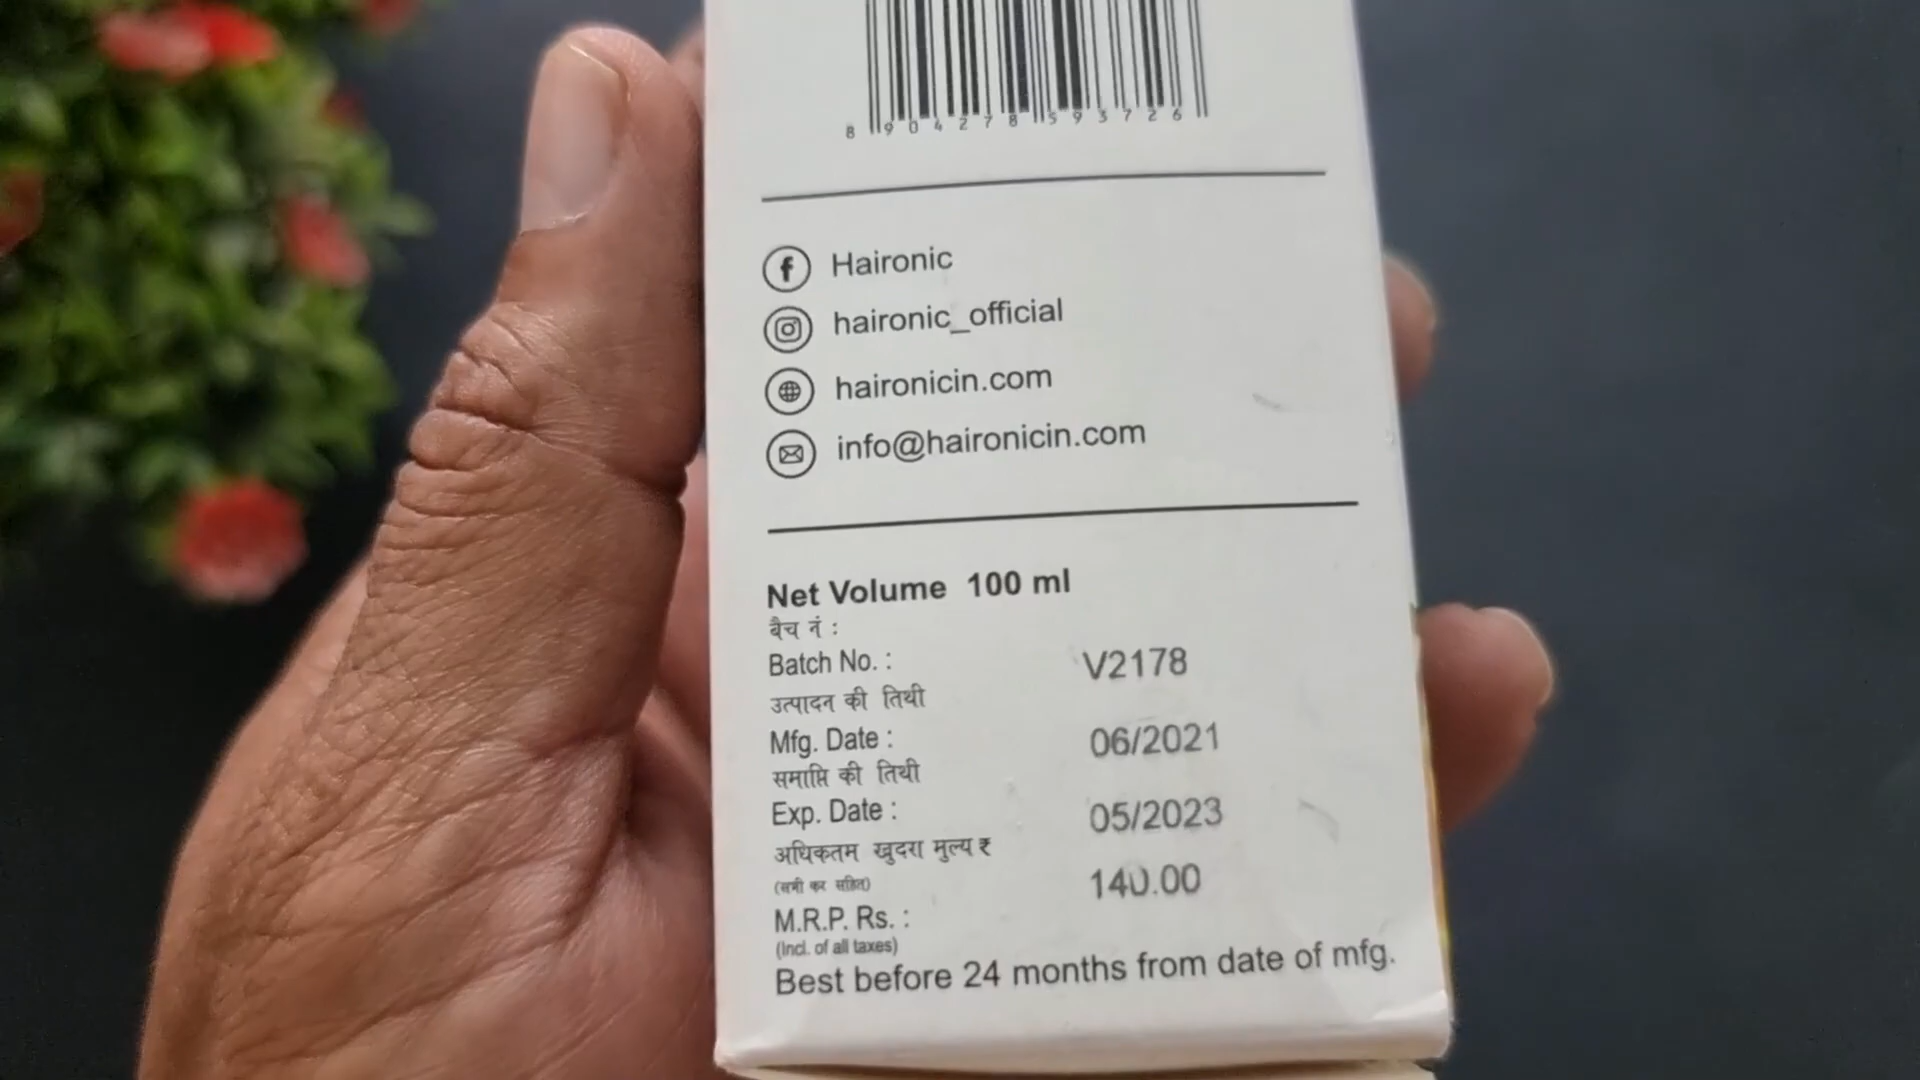 8 904278 593726
Haironic
haironic_official
haironicin.com
info@haironicin.com
Net Volume 100 ml
बैच नं :
Batch No. : V2178
उत्पादन की तिथी
Mfg. Date : 06/2021
समाप्ति की तिथी
Exp. Date : 05/2023
अधिकतम खुदरा मुल्य ₹
(सभी कर सहित) 140.00
M.R.P. Rs. :
(Incl. of all taxes)
Best before 24 months from date of mfg.